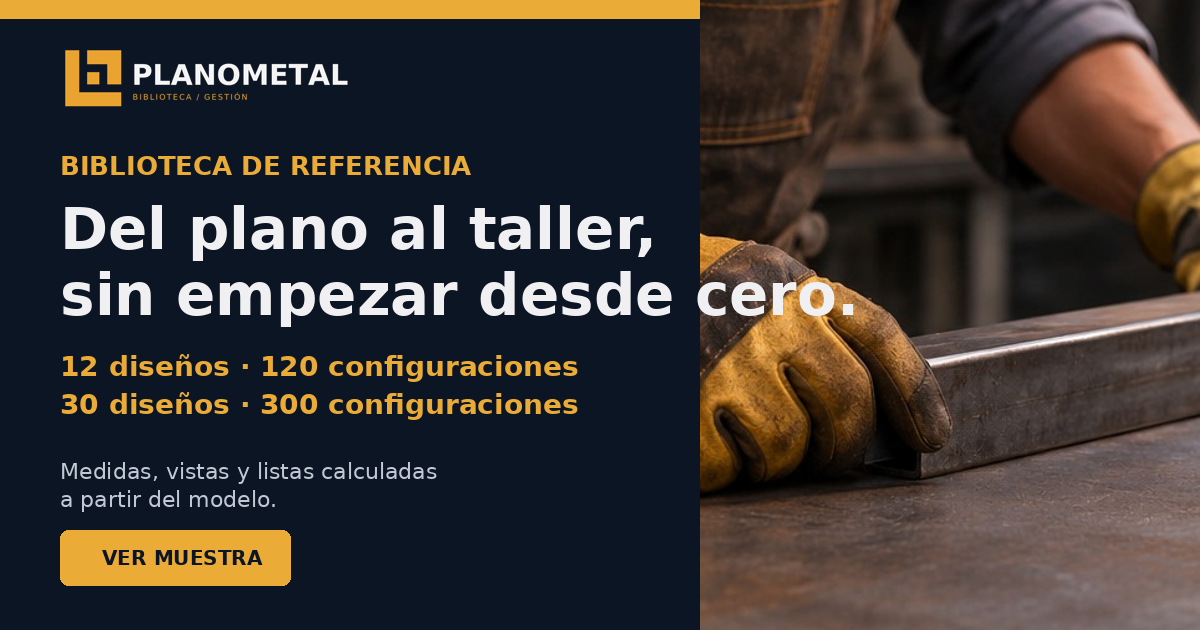 PLANOMETAL
BIBLIOTECA / GESTIÓN
BIBLIOTECA DE REFERENCIA
Del plano al taller,
sin empezar desde cero.
12 diseños · 120 configuraciones
30 diseños · 300 configuraciones
Medidas, vistas y listas calculadas
a partir del modelo.
VER MUESTRA